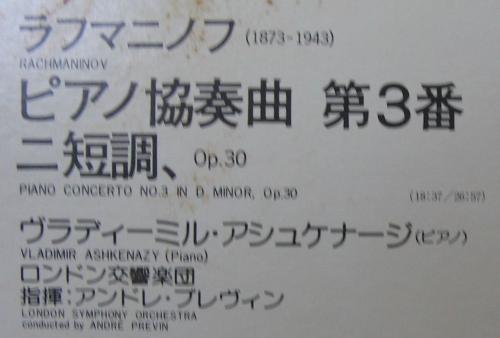 ラフマニノフ (1873-1943)
RACHMANINOV
ピアノ協奏曲 第3番
ニ短調、Op.30
PIANO CONCERTO NO.3 IN D MINOR, Op.30 (18:37/26:57)
ヴラディーミル・アシュケナージ(ピアノ)
VLADIMIR ASHKENAZY (Piano)
ロンドン交響楽団
指揮:アンドレ・プレヴィン
LONDON SYMPHONY ORCHESTRA
conducted by ANDRÉ PREVIN